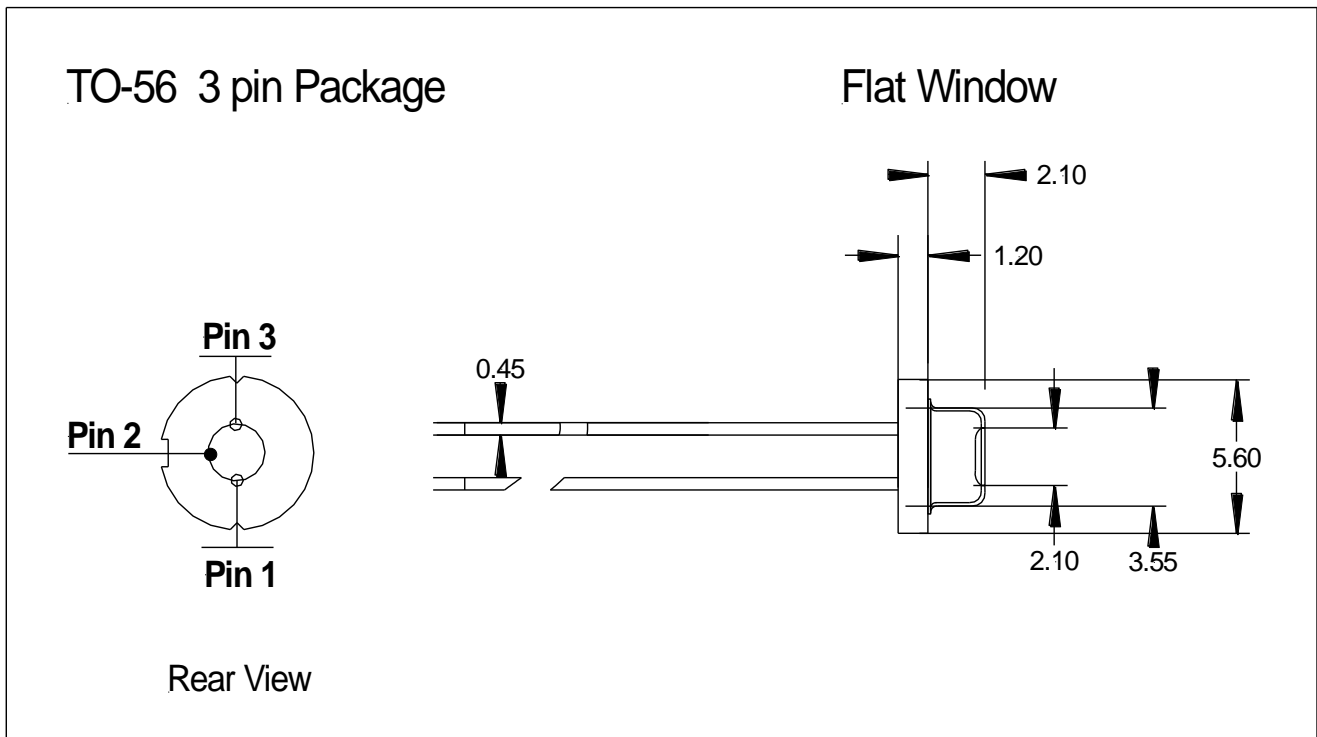 TO-56 3 pin Package
Flat Window
2.10
1.20
Pin 3
0.45
Pin 2
5.60
2.10
3.55
Pin 1
Rear View